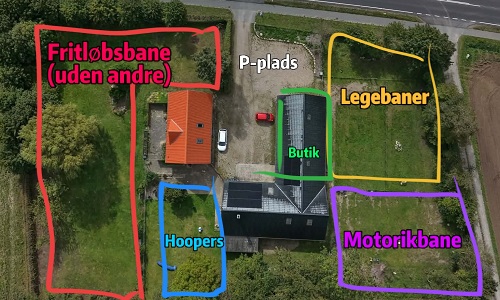 Fritløbsbane
(uden andre)
P-plads
Legebaner
Butik
Hoopers
Motorikbane